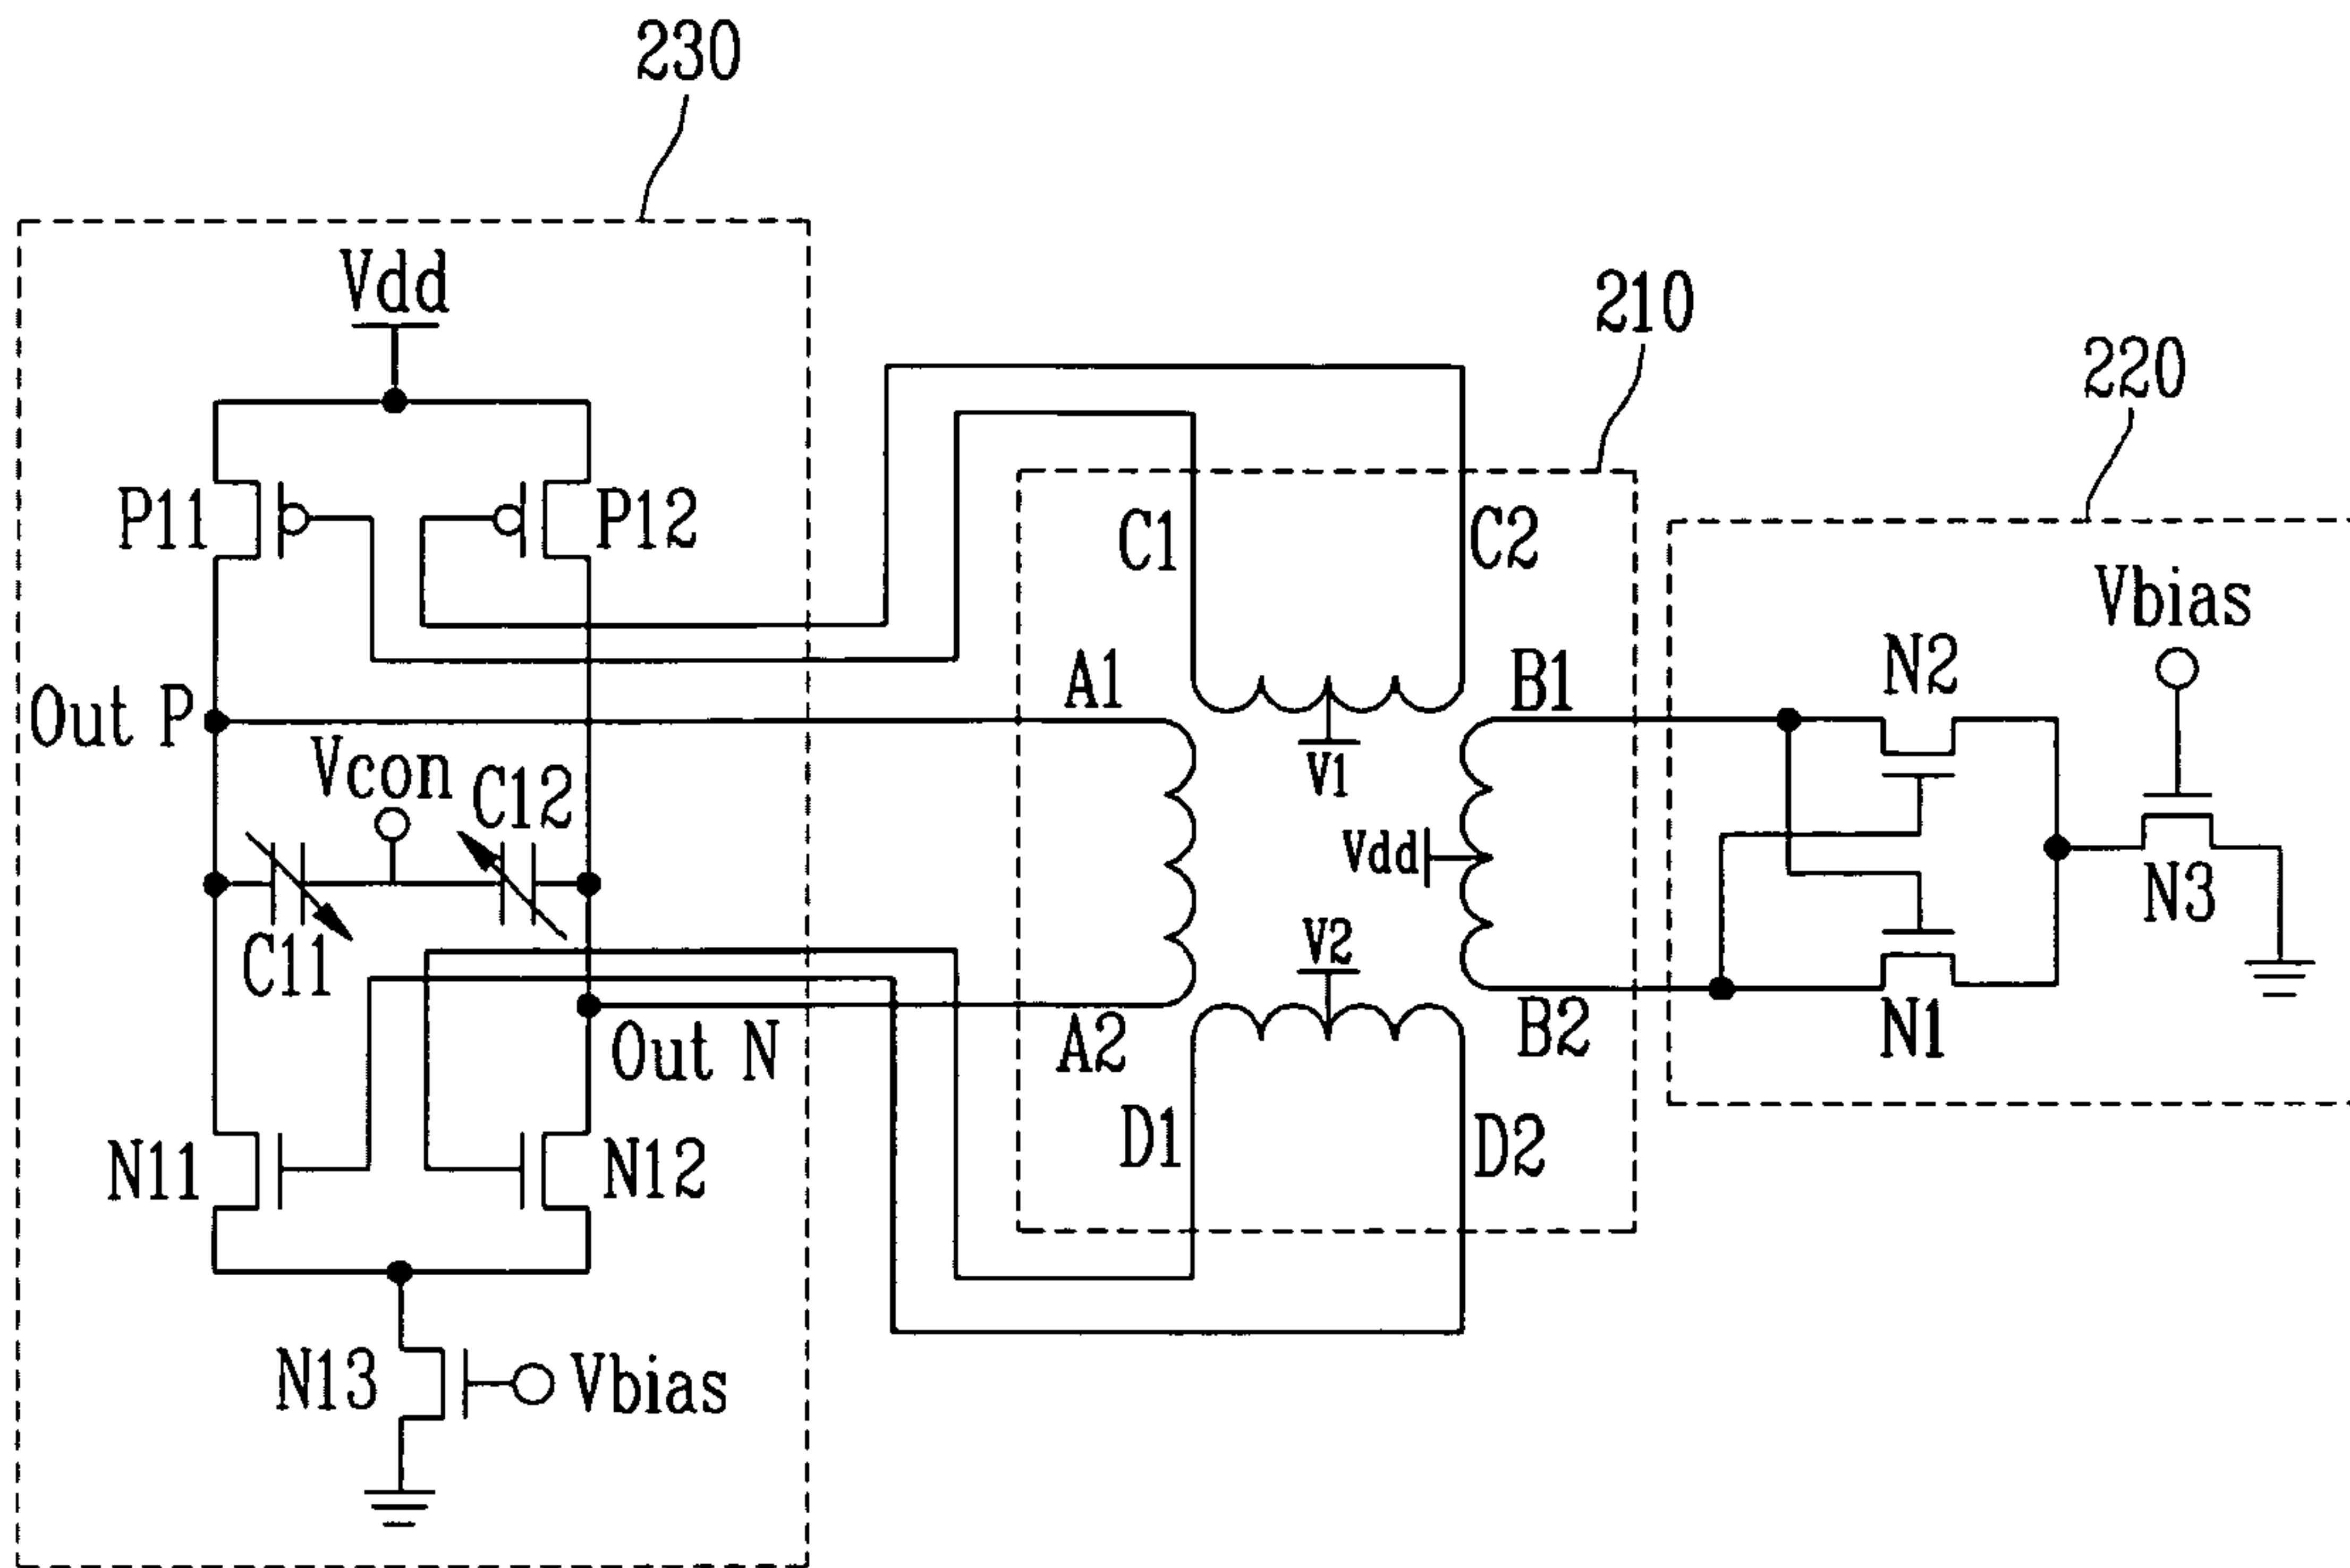 230
Vdd
210
220
P11
P12
C1
C2
Vbias
A1
B1
N2
Out P
Vcon
C12
V1
Vdd
N3
C11
V2
Out N
A2
B2
N1
D1
D2
N11
N12
N13
Vbias